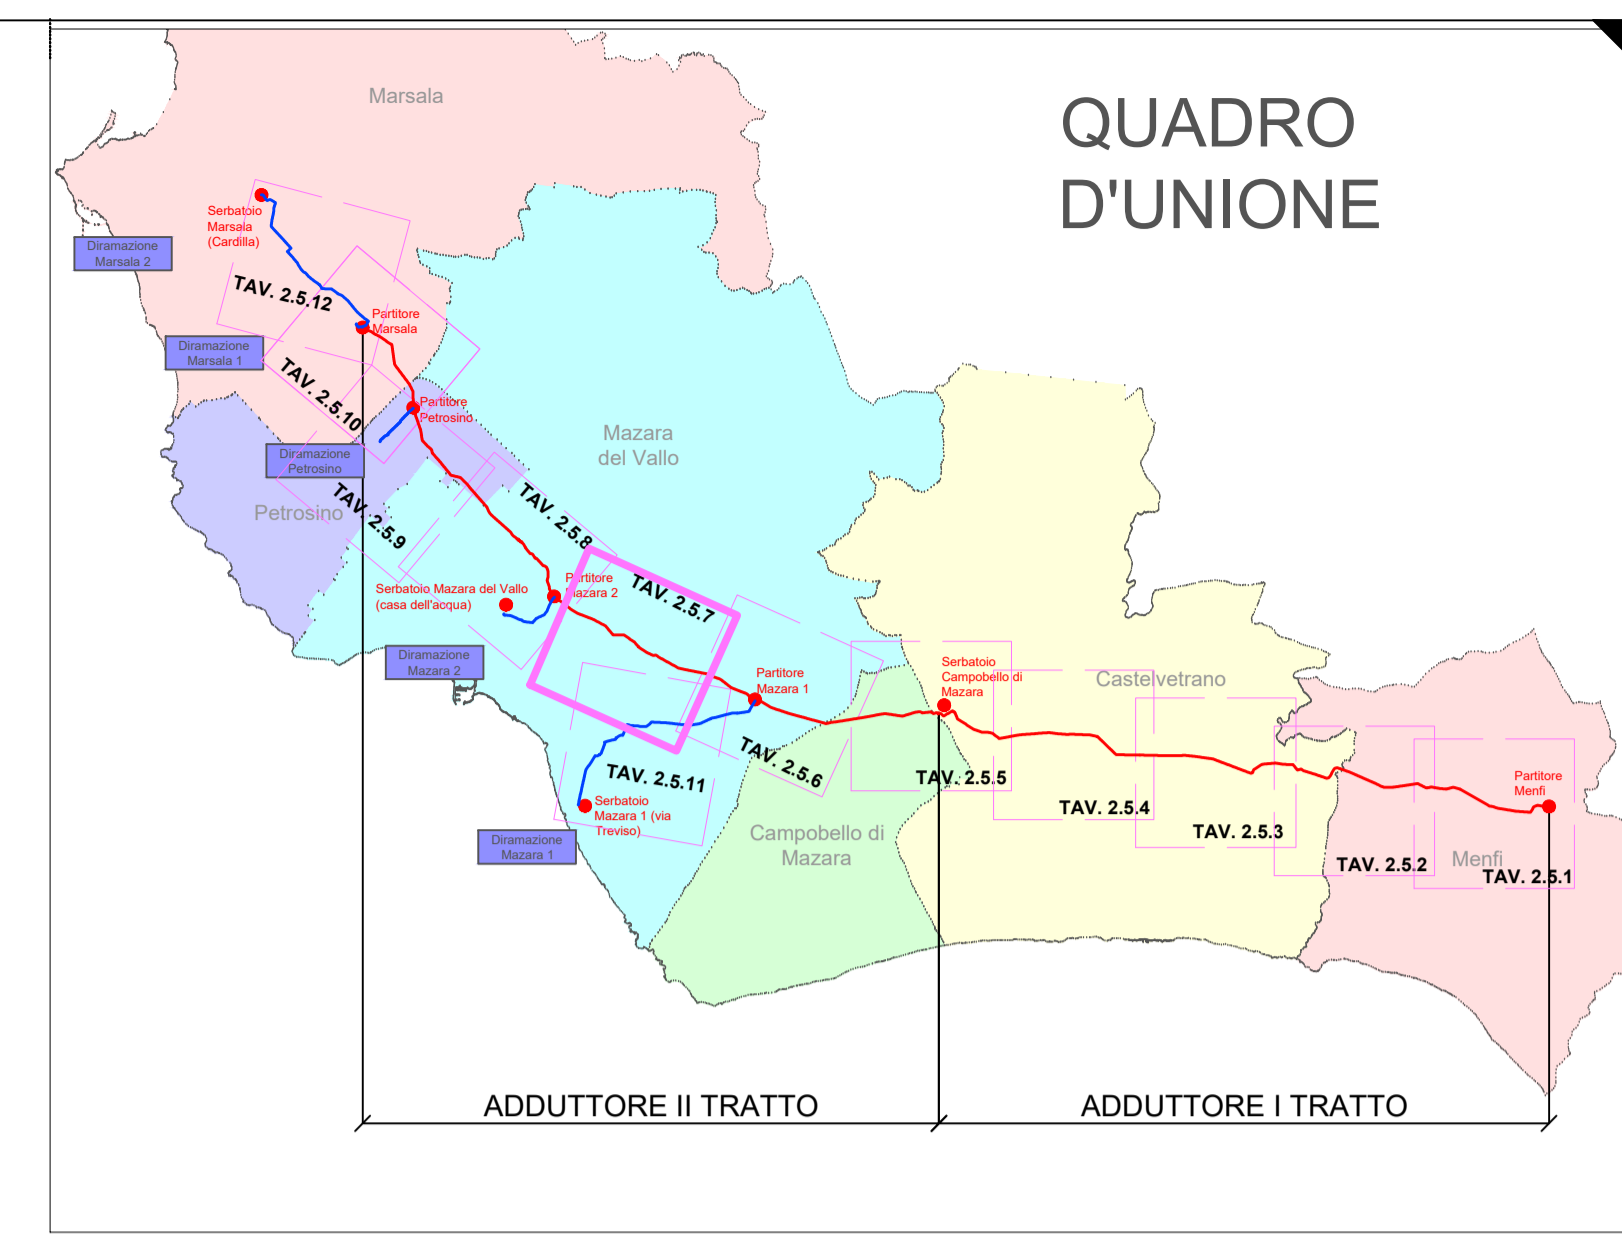 QUADRO
D'UNIONE
Marsala
Serbatoio
Marsala
(Cardilla)
Diramazione
Marsala 2
TAV. 2.5.12
Partitore
Marsala
Diramazione
Marsala 1
TAV. 2.5.10
Partitore
Petrosino
Mazara
del Vallo
Diramazione
Petrosino
Petrosino
TAV. 2.5.9
TAV. 2.5.8
Serbatoio Mazara del Vallo
(casa dell'acqua)
Partitore
Mazara 2
TAV. 2.5.7
Diramazione
Mazara 2
Partitore
Mazara 1
Serbatoio
Campobello di
Mazara
Castelvetrano
TAV. 2.5.11
TAV. 2.5.6
TAV. 2.5.5
Serbatoio
Mazara 1 (via
Treviso)
TAV. 2.5.4
Partitore
Menfi
Diramazione
Mazara 1
Campobello di
Mazara
TAV. 2.5.3
TAV. 2.5.2
Menfi
TAV. 2.5.1
ADDUTTORE II TRATTO
ADDUTTORE I TRATTO